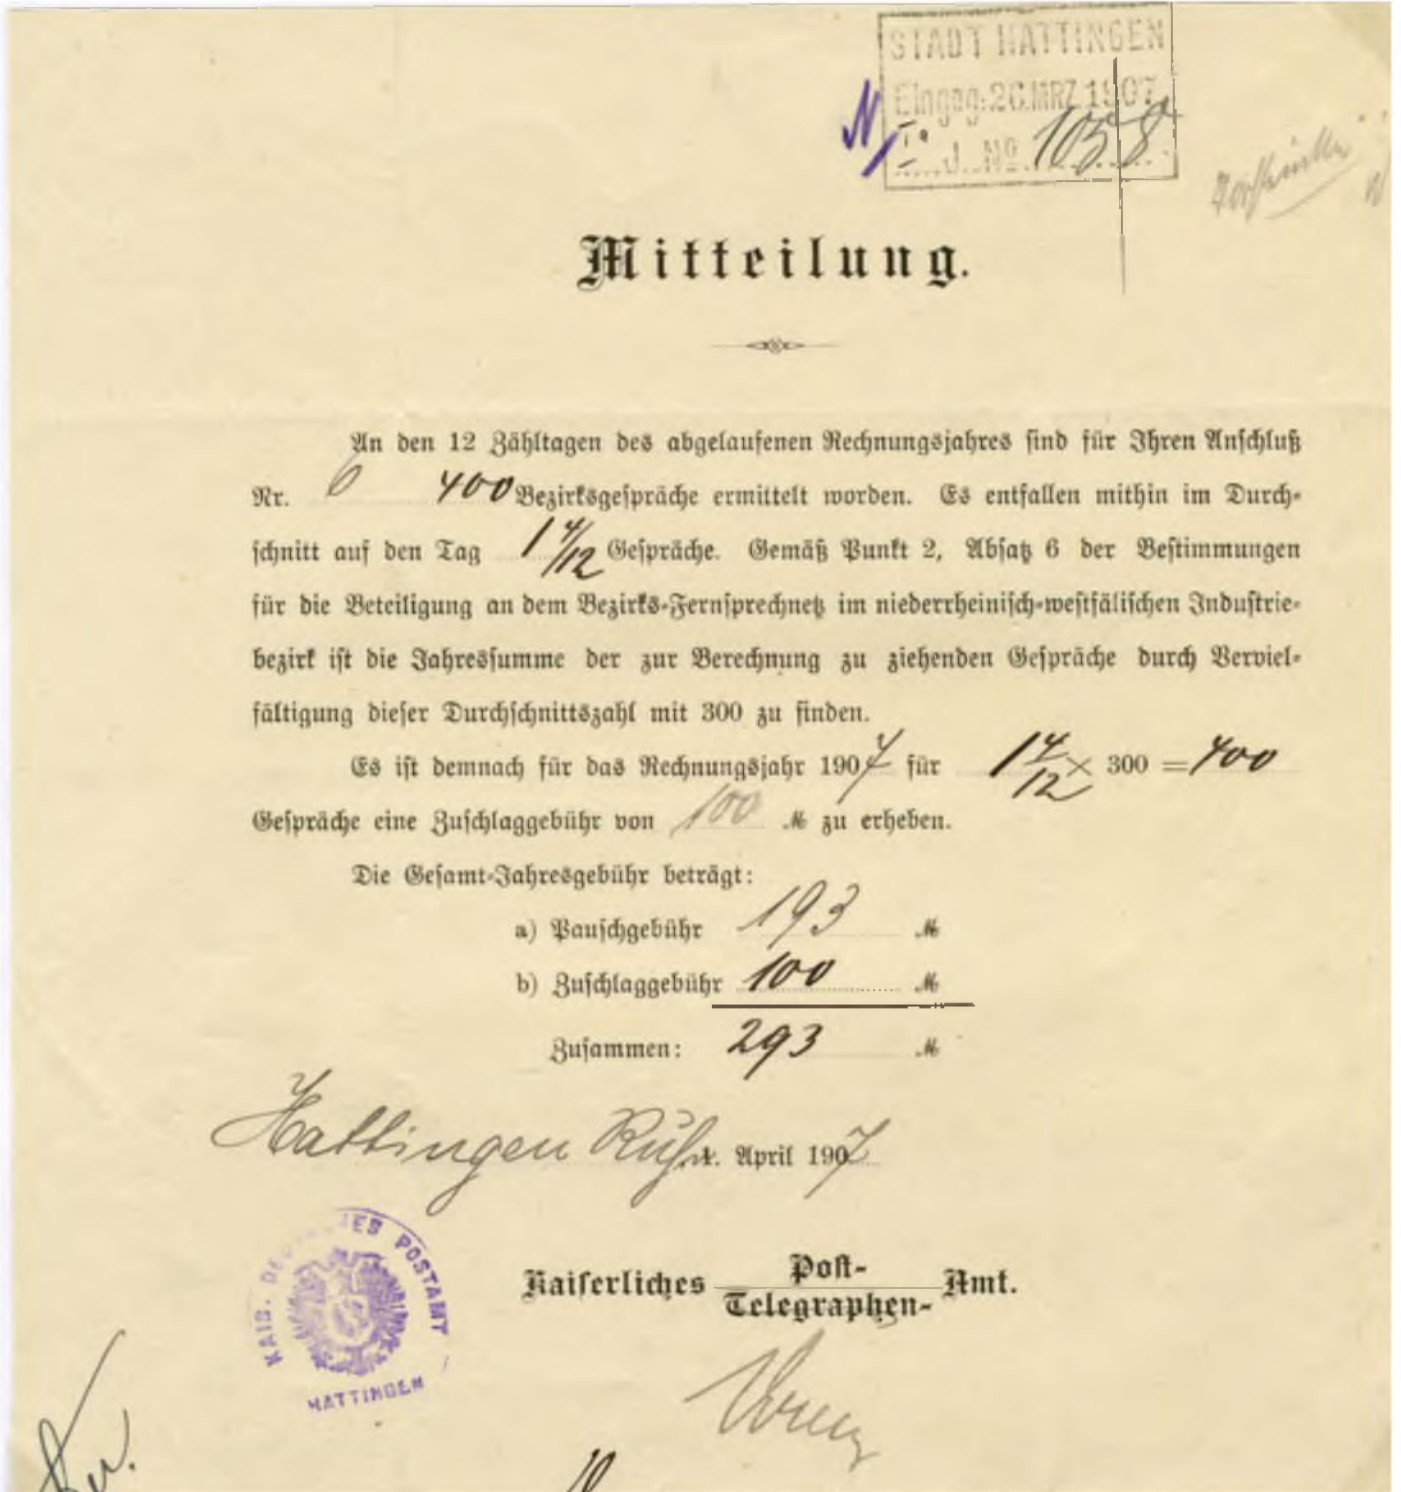 STADT HATTINGEN
Eingag: 26. MRZ. 1907
J. No. 1058
Mitteilung.
An den 12 Zähltagen des abgelaufenen Rechnungsjahres sind für Ihren Anschluß
Nr. 6 400 Bezirksgespräche ermittelt worden. Es entfallen mithin im Durch-
schnitt auf den Tag 1 4/12 Gespräche. Gemäß Punkt 2, Absatz 6 der Bestimmungen
für die Beteiligung an dem Bezirks-Fernsprechnetz im niederrheinisch-westfälischen Industrie-
bezirk ist die Jahressumme der zur Berechnung zu ziehenden Gespräche durch Verviel-
fältigung dieser Durchschnittszahl mit 300 zu finden.
Es ist demnach für das Rechnungsjahr 1907 für 1 4/12 × 300 = 400
Gespräche eine Zuschlaggebühr von 100 M zu erheben.
Die Gesamt-Jahresgebühr beträgt:
a) Pauschgebühr 193 M
b) Zuschlaggebühr 100 M
Zusammen: 293 M
Hattingen Ruhr 1. April 1907
KAIS. DEUTSCHES POSTAMT
HATTINGEN
Kaiserliches Post-
Telegraphen- Amt.